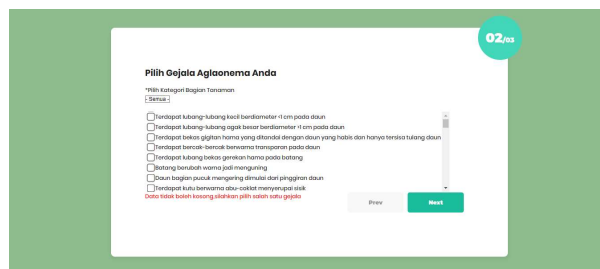 02/03
Pilih Gejala Aglaonema Anda
*Pilih Kategori Bagian Tanaman
- Semua -
Terdapat lubang-lubang kecil berdiameter <1 cm pada daun
Terdapat lubang-lubang agak besar berdiameter >1 cm pada daun
Terdapat bekas gigitan hama yang ditandai dengan daun yang habis dan hanya tersisa tulang daun
Terdapat bercak-bercak berwarna transparan pada daun
Terdapat lubang bekas gerekan hama pada batang
Batang berubah warna jadi menguning
Daun bagian pucuk mengering dimulai dari pinggiran daun
Terdapat kutu berwarna abu-coklat menyerupai sisik
Data tidak boleh kosong,silahkan pilih salah satu gejala
Prev
Next